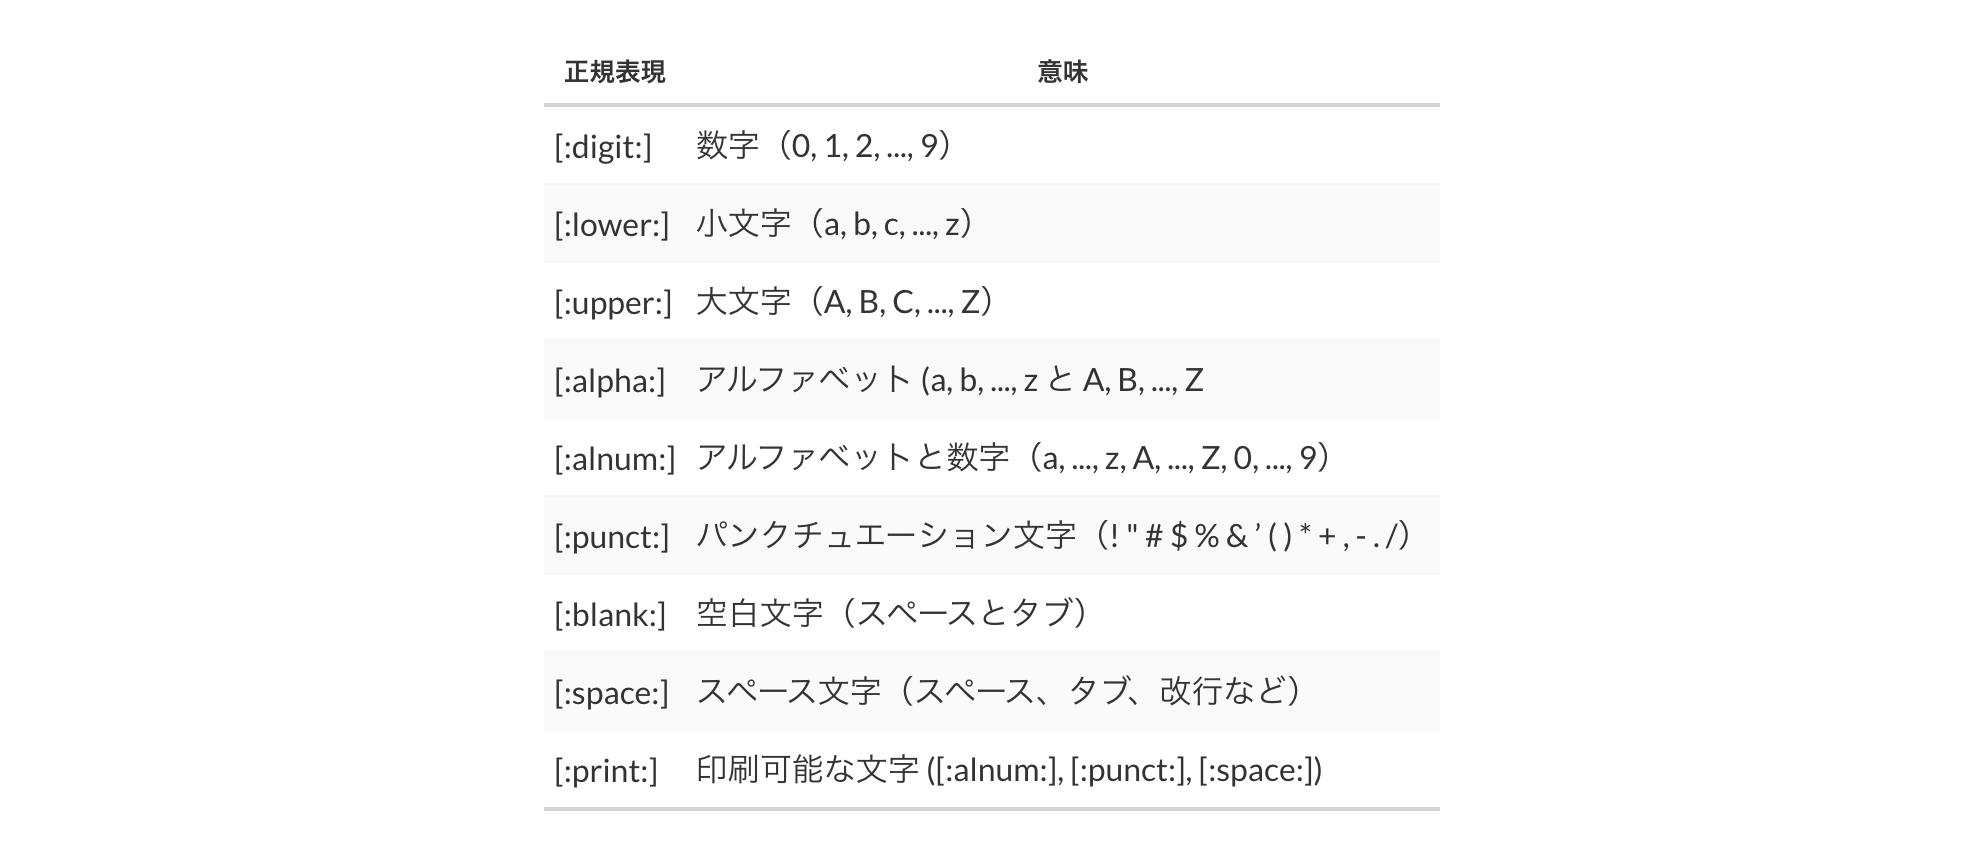 正規表現 意味
[:digit:] 数字（0, 1, 2, ..., 9）
[:lower:] 小文字（a, b, c, ..., z）
[:upper:] 大文字（A, B, C, ..., Z）
[:alpha:] アルファベット (a, b, ..., z と A, B, ..., Z
[:alnum:] アルファベットと数字（a, ..., z, A, ..., Z, 0, ..., 9）
[:punct:] パンクチュエーション文字（! " # $ % & ’ ( ) * + , - . /）
[:blank:] 空白文字（スペースとタブ）
[:space:] スペース文字（スペース、タブ、改行など）
[:print:] 印刷可能な文字 ([:alnum:], [:punct:], [:space:])